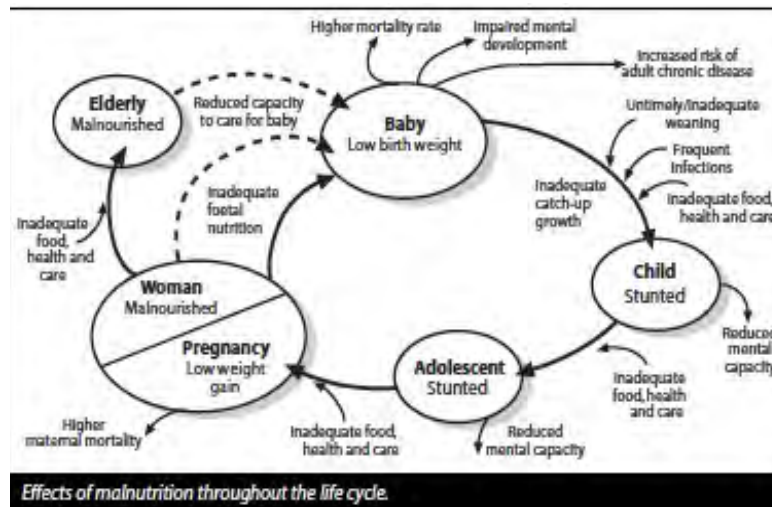 Higher mortality rate
Impaired mental
development
Increased risk of
adult chronic disease
Elderly
Malnourished
Reduced capacity
to care for baby
Baby
Low birth weight
Untimely/inadequate
weaning
Frequent
Infections
Inadequate food,
health and care
Inadequate
catch-up
growth
Inadequate
foetal
nutrition
Inadequate
food,
health and
care
Woman
Malnourished
Pregnancy
Low weight
gain
Child
Stunted
Reduced
mental
capacity
Adolescent
Stunted
Inadequate
food, health
and care
Higher
maternal mortality
Inadequate food,
health and care
Reduced
mental capacity
Effects of malnutrition throughout the life cycle.